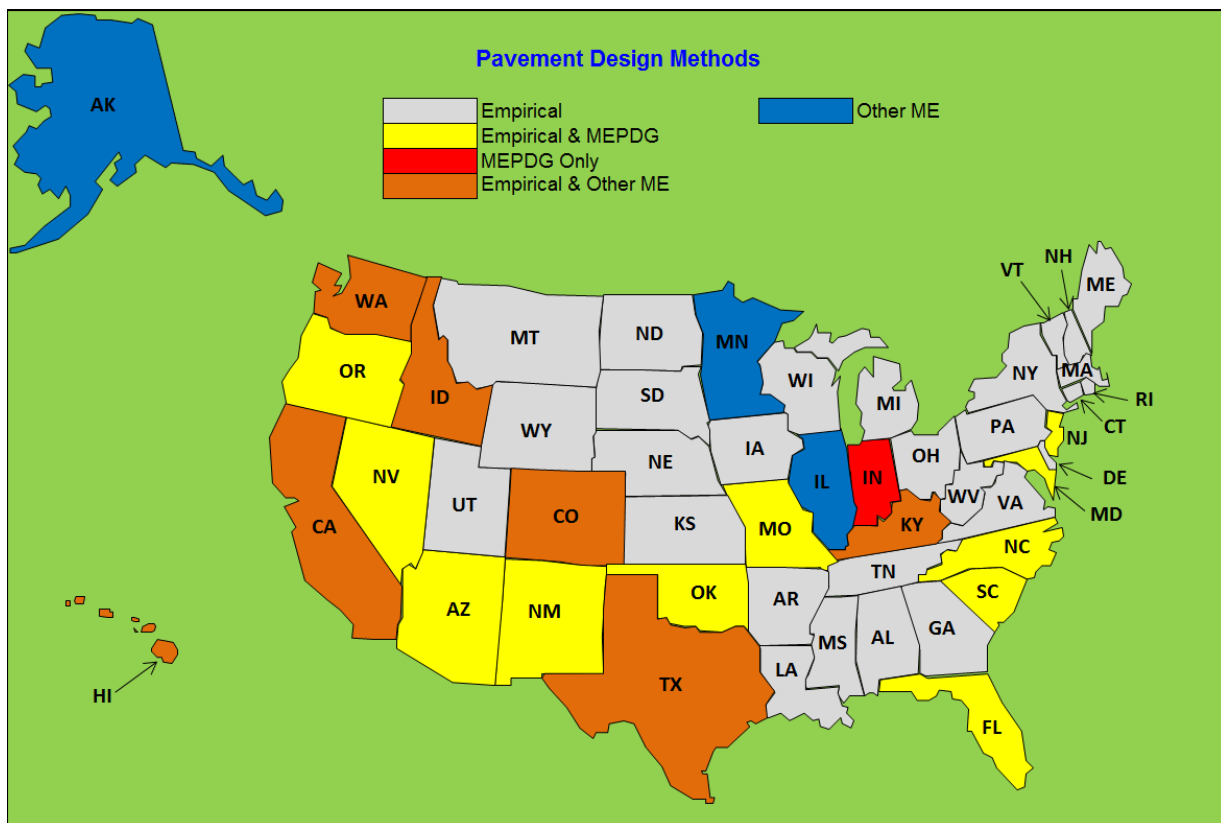 Pavement Design Methods
AK
Empirical
Other ME
Empirical & MEPDG
MEPDG Only
Empirical & Other ME
NH
VT
ME
WA
MT
ND
MN
OR
ID
SD
WI
MI
NY
MA
RI
CT
WY
IA
PA
NJ
NE
OH
DE
NV
UT
CO
IL
IN
WV
VA
MD
CA
KS
MO
KY
NC
TN
AZ
NM
OK
AR
SC
MS
AL
GA
LA
HI
TX
FL